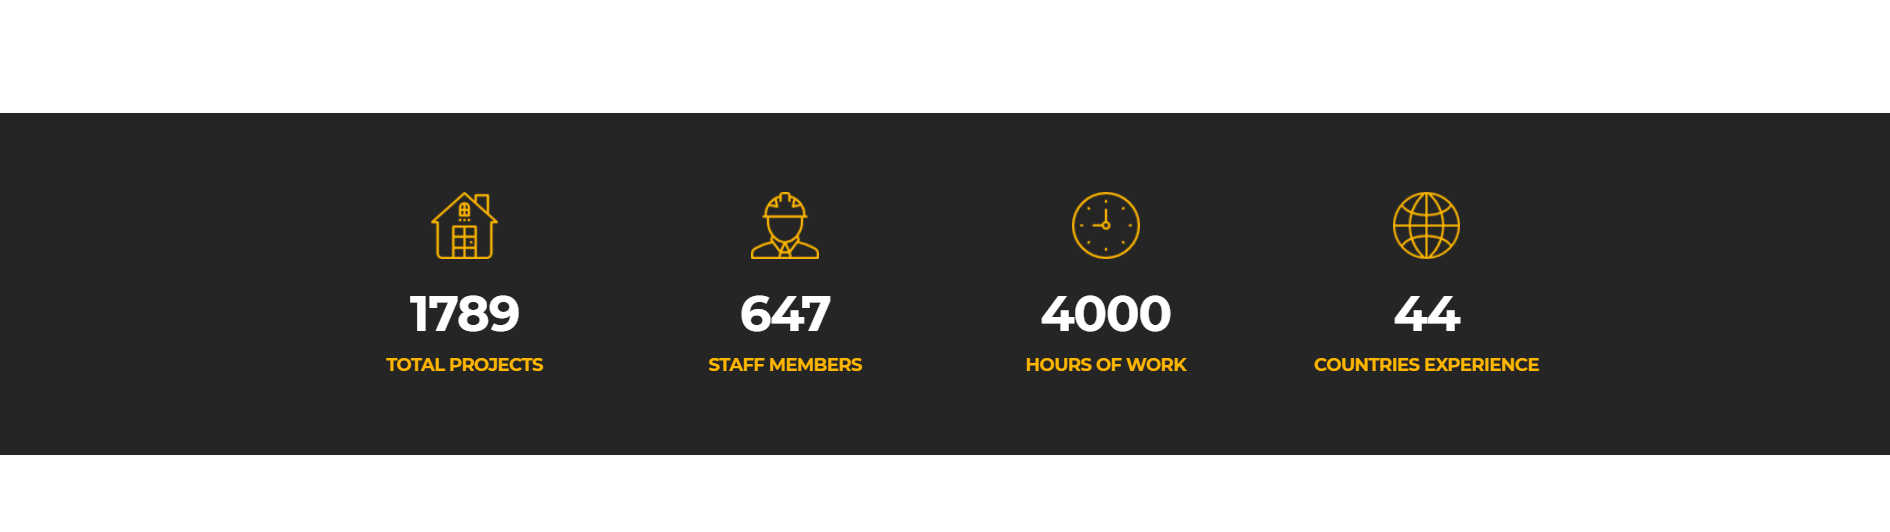 1789
TOTAL PROJECTS
647
STAFF MEMBERS
4000
HOURS OF WORK
44
COUNTRIES EXPERIENCE